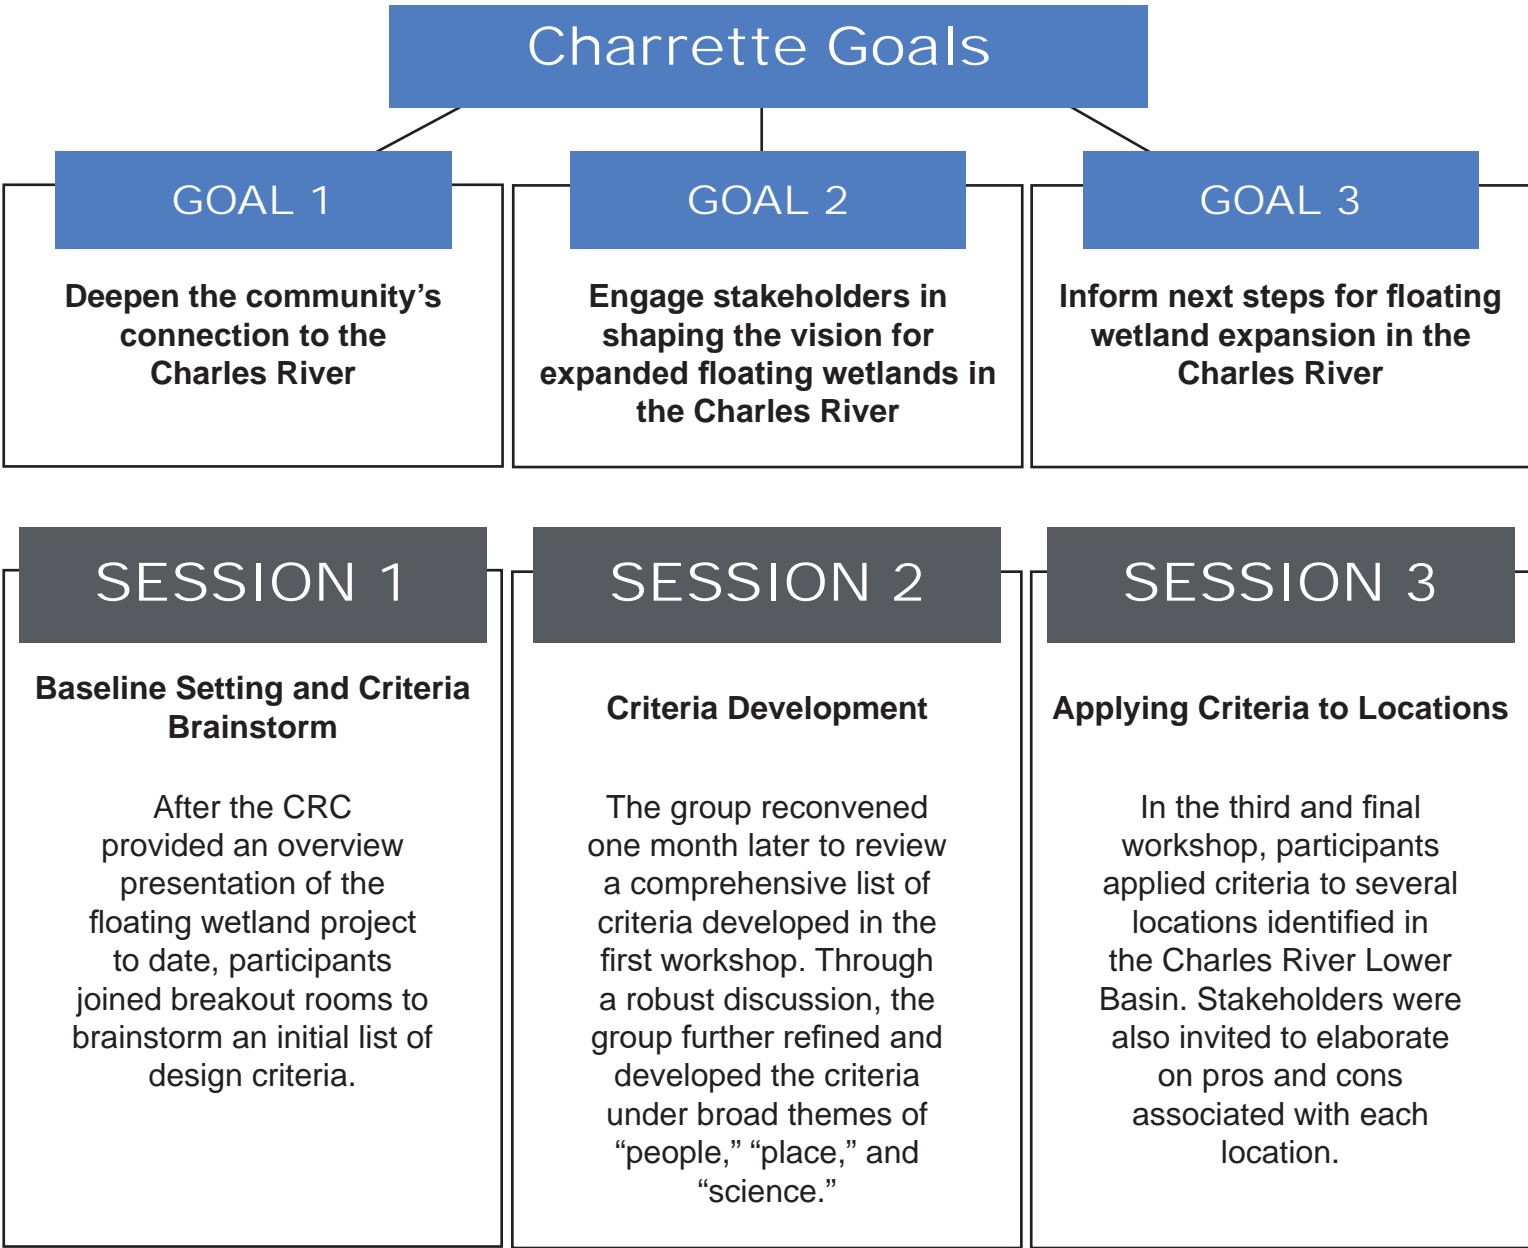 Charrette Goals
GOAL 1
Deepen the community’s
connection to the
Charles River
GOAL 2
Engage stakeholders in
shaping the vision for
expanded floating wetlands in
the Charles River
GOAL 3
Inform next steps for floating
wetland expansion in the
Charles River
SESSION 1
Baseline Setting and Criteria
Brainstorm
After the CRC
provided an overview
presentation of the
floating wetland project
to date, participants
joined breakout rooms to
brainstorm an initial list of
design criteria.
SESSION 2
Criteria Development
The group reconvened
one month later to review
a comprehensive list of
criteria developed in the
first workshop. Through
a robust discussion, the
group further refined and
developed the criteria
under broad themes of
“people,” “place,” and
“science.”
SESSION 3
Applying Criteria to Locations
In the third and final
workshop, participants
applied criteria to several
locations identified in
the Charles River Lower
Basin. Stakeholders were
also invited to elaborate
on pros and cons
associated with each
location.